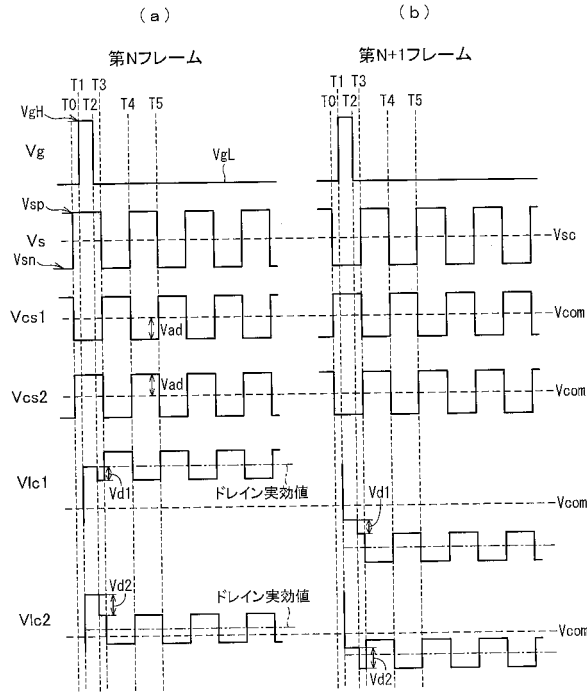 (a)
(b)
第Nフレーム
第N+1フレーム
T1 T3
T0 T2 T4 T5
T1 T3
T0 T2 T4 T5
VgH
Vg
VgL
Vsp
Vs
Vsn
Vsc
Vcs1
Vad
Vcom
Vcs2
Vad
Vcom
Vlc1
Vd1
ドレイン実効値
Vcom
Vd1
Vlc2
Vd2
ドレイン実効値
Vcom
Vd2